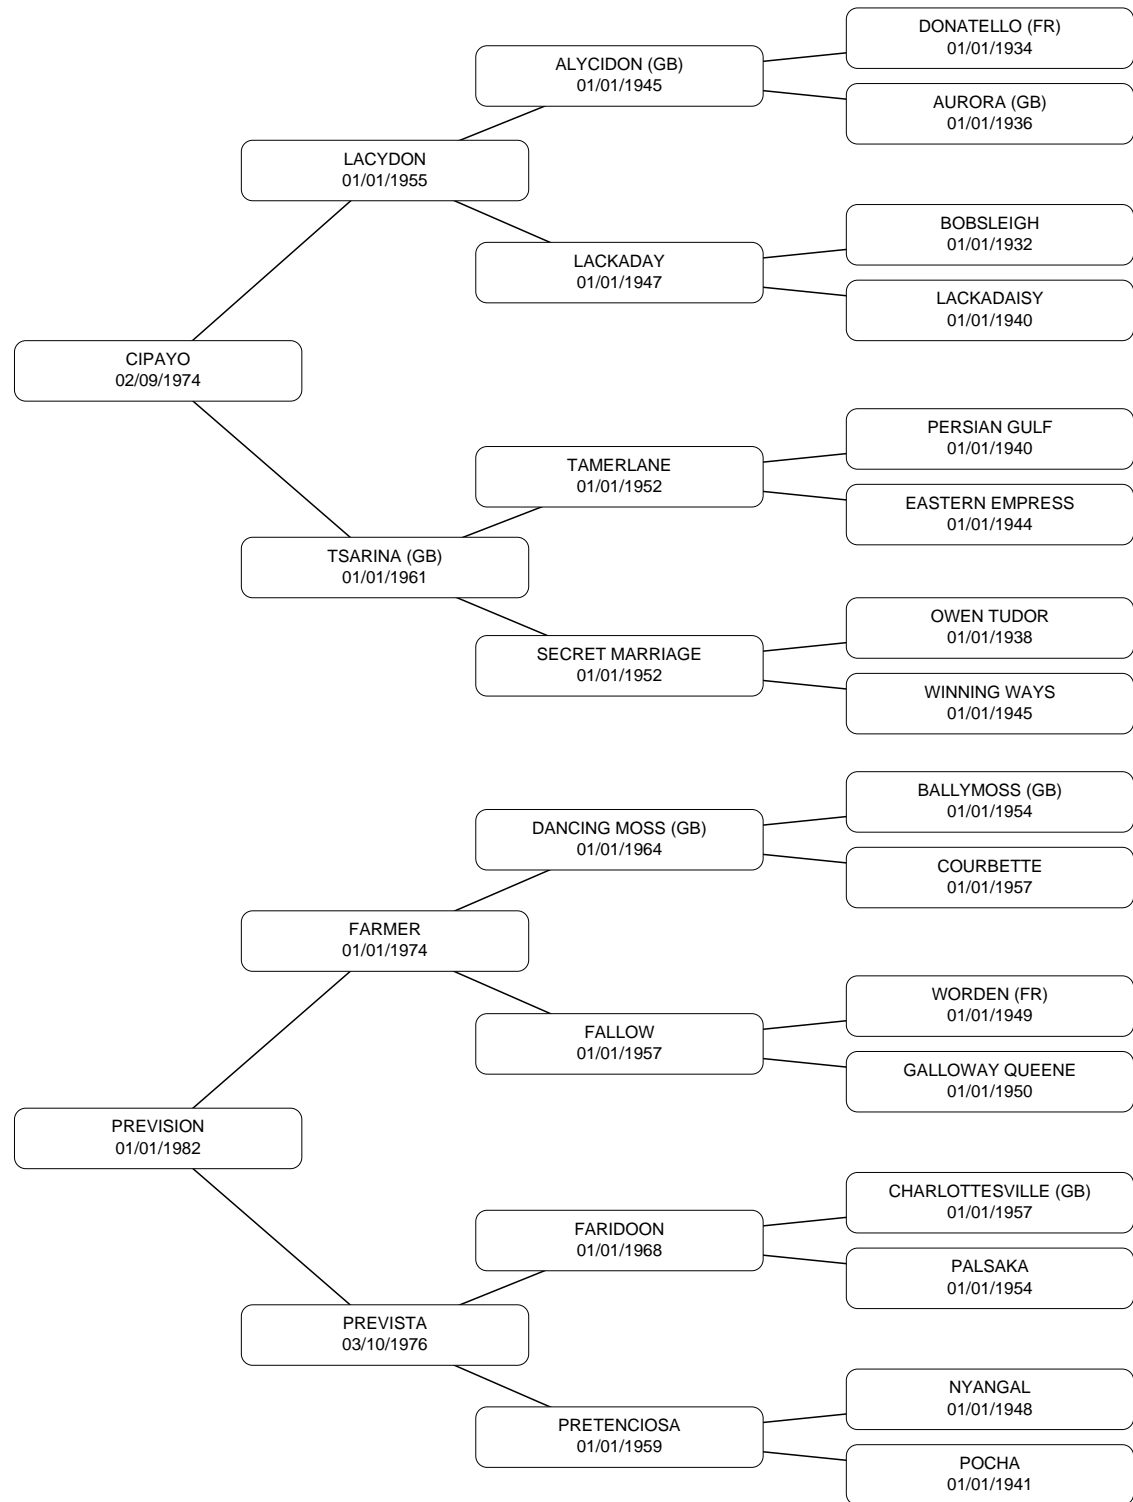 DONATELLO (FR)
01/01/1934
ALYCIDON (GB)
01/01/1945
AURORA (GB)
01/01/1936
LACYDON
01/01/1955
BOBSLEIGH
01/01/1932
LACKADAY
01/01/1947
LACKADAISY
01/01/1940
CIPAYO
02/09/1974
PERSIAN GULF
01/01/1940
TAMERLANE
01/01/1952
EASTERN EMPRESS
01/01/1944
TSARINA (GB)
01/01/1961
OWEN TUDOR
01/01/1938
SECRET MARRIAGE
01/01/1952
WINNING WAYS
01/01/1945
BALLYMOSS (GB)
01/01/1954
DANCING MOSS (GB)
01/01/1964
COURBETTE
01/01/1957
FARMER
01/01/1974
WORDEN (FR)
01/01/1949
FALLOW
01/01/1957
GALLOWAY QUEENE
01/01/1950
PREVISION
01/01/1982
CHARLOTTESVILLE (GB)
01/01/1957
FARIDOON
01/01/1968
PALSAKA
01/01/1954
PREVISTA
03/10/1976
NYANGAL
01/01/1948
PRETENCIOSA
01/01/1959
POCHA
01/01/1941